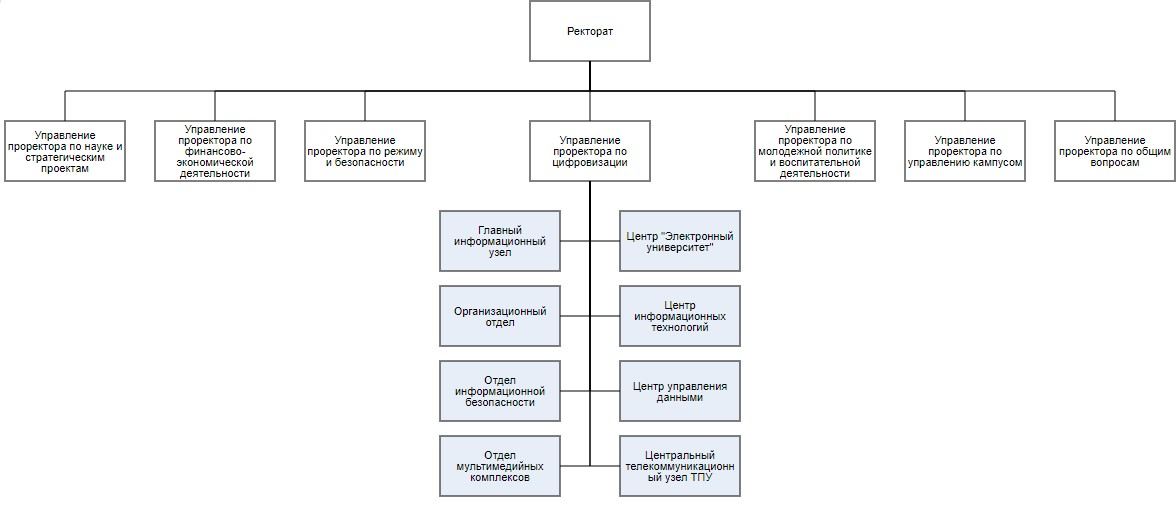 Ректорат
Управление
проректора по науке и
стратегическим
проектам
Управление
проректора по
финансово-
экономической
деятельности
Управление
проректора по режиму
и безопасности
Управление
проректора по
цифровизации
Управление
проректора по
молодежной политике
и воспитательной
деятельности
Управление
проректора по
управлению кампусом
Управление
проректора по общим
вопросам
Главный
информационный
узел
Центр "Электронный
университет"
Организационный
отдел
Центр
информационных
технологий
Отдел
информационной
безопасности
Центр управления
данными
Отдел
мультимедийных
комплексов
Центральный
телекоммуникационн
ый узел ТПУ